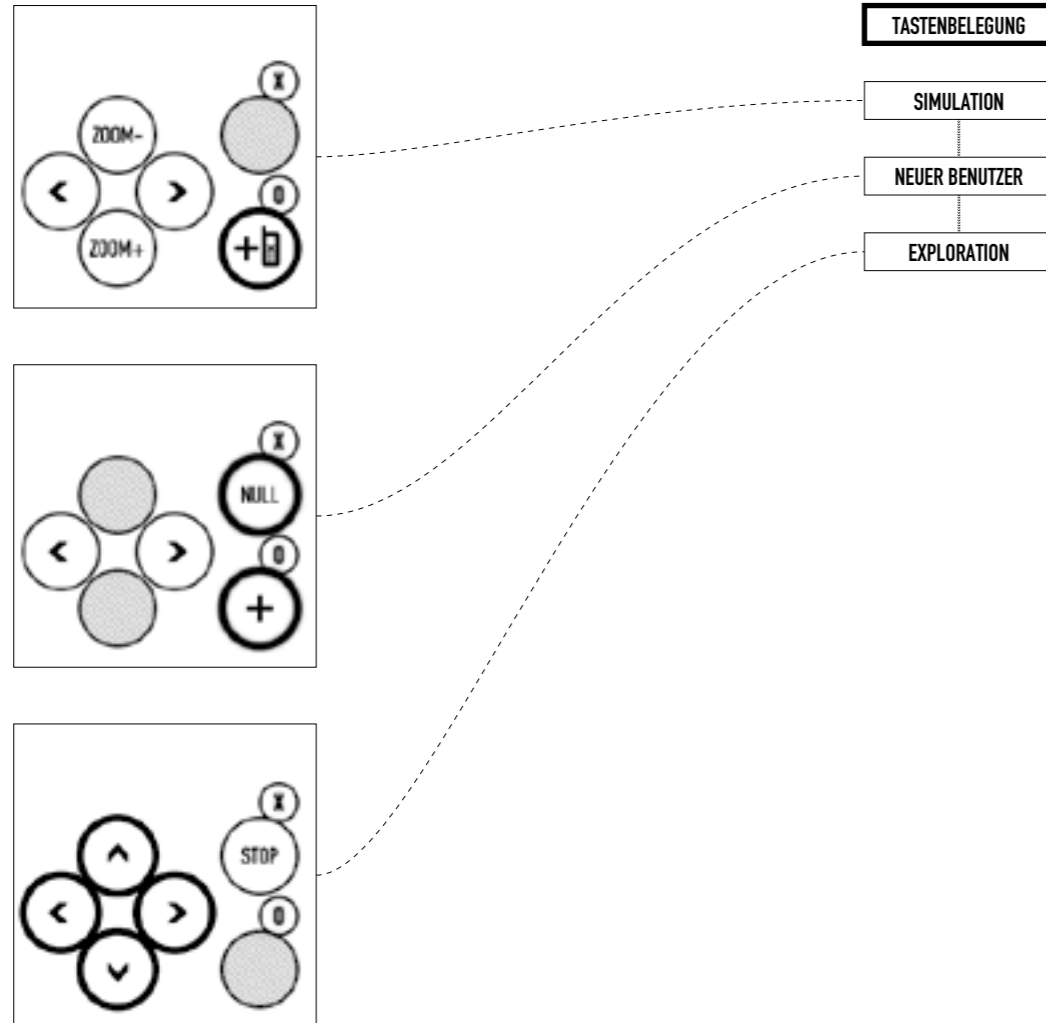 TASTENBELEGUNG
X
ZOOM-
SIMULATION
< >
0
ZOOM+
+
NEUER BENUTZER
EXPLORATION
X
NULL
< >
0
+
X
^
STOP
< >
0
v